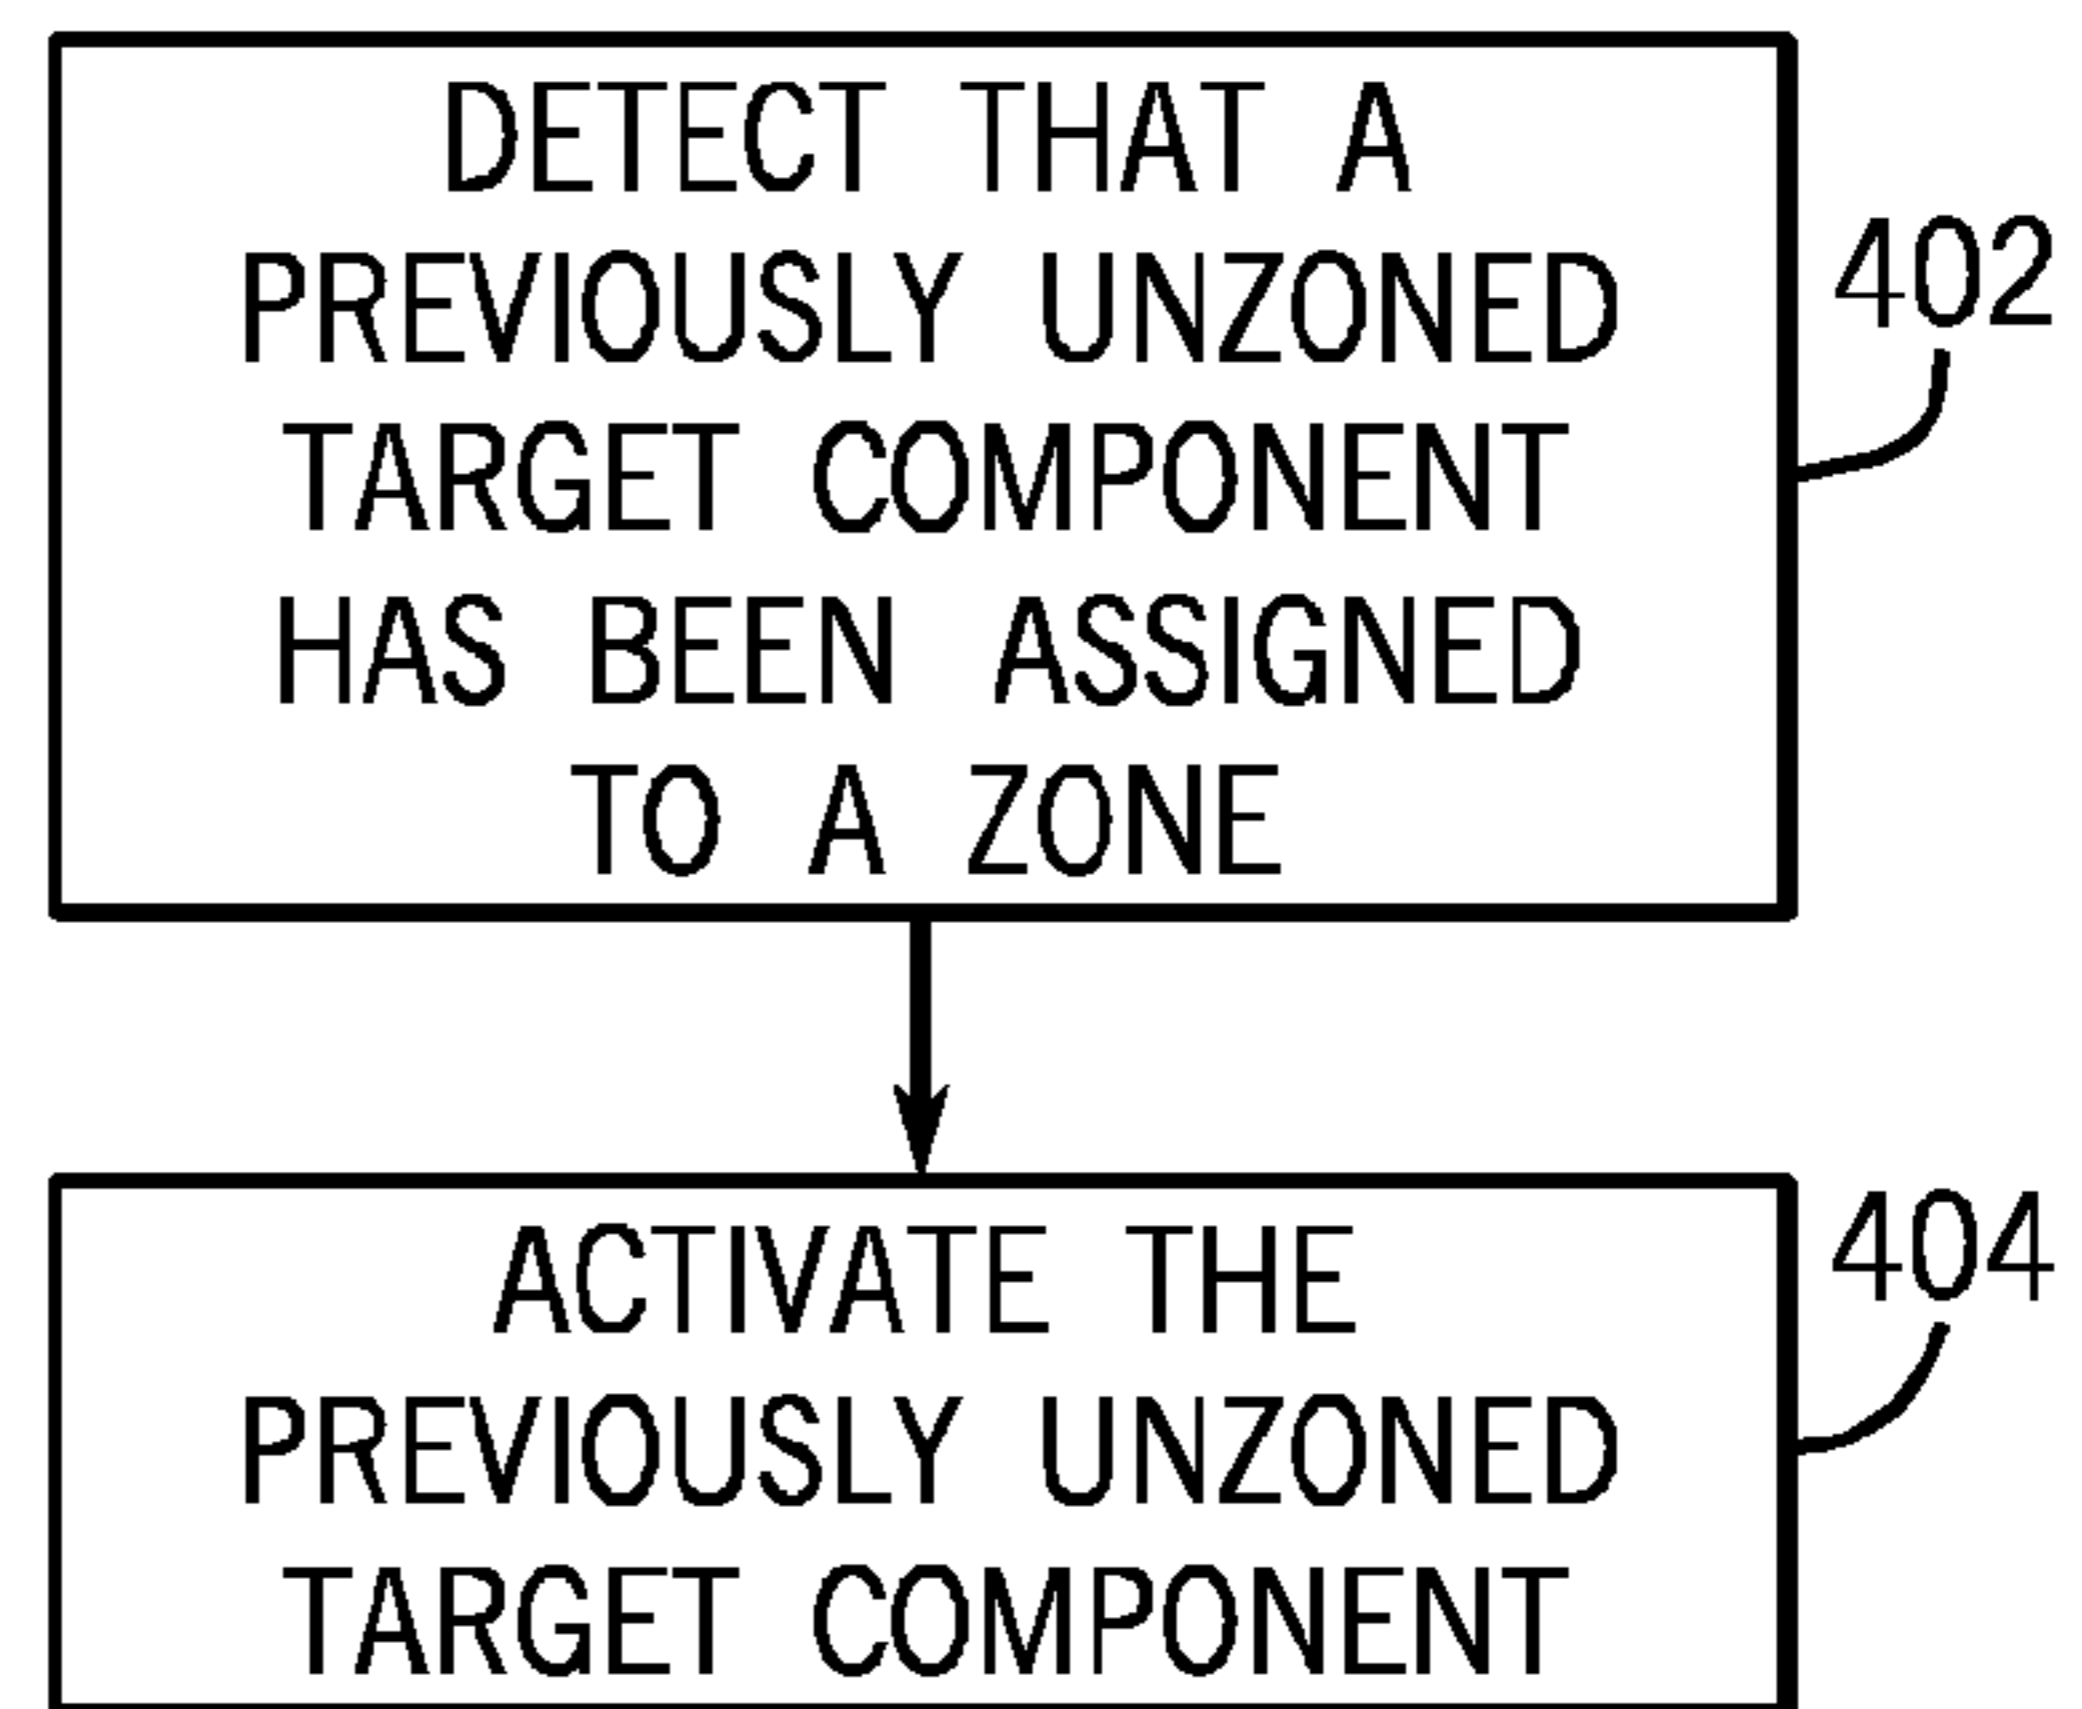 DETECT THAT A
PREVIOUSLY UNZONED
TARGET COMPONENT
HAS BEEN ASSIGNED
TO A ZONE
402
ACTIVATE THE
PREVIOUSLY UNZONED
TARGET COMPONENT
404